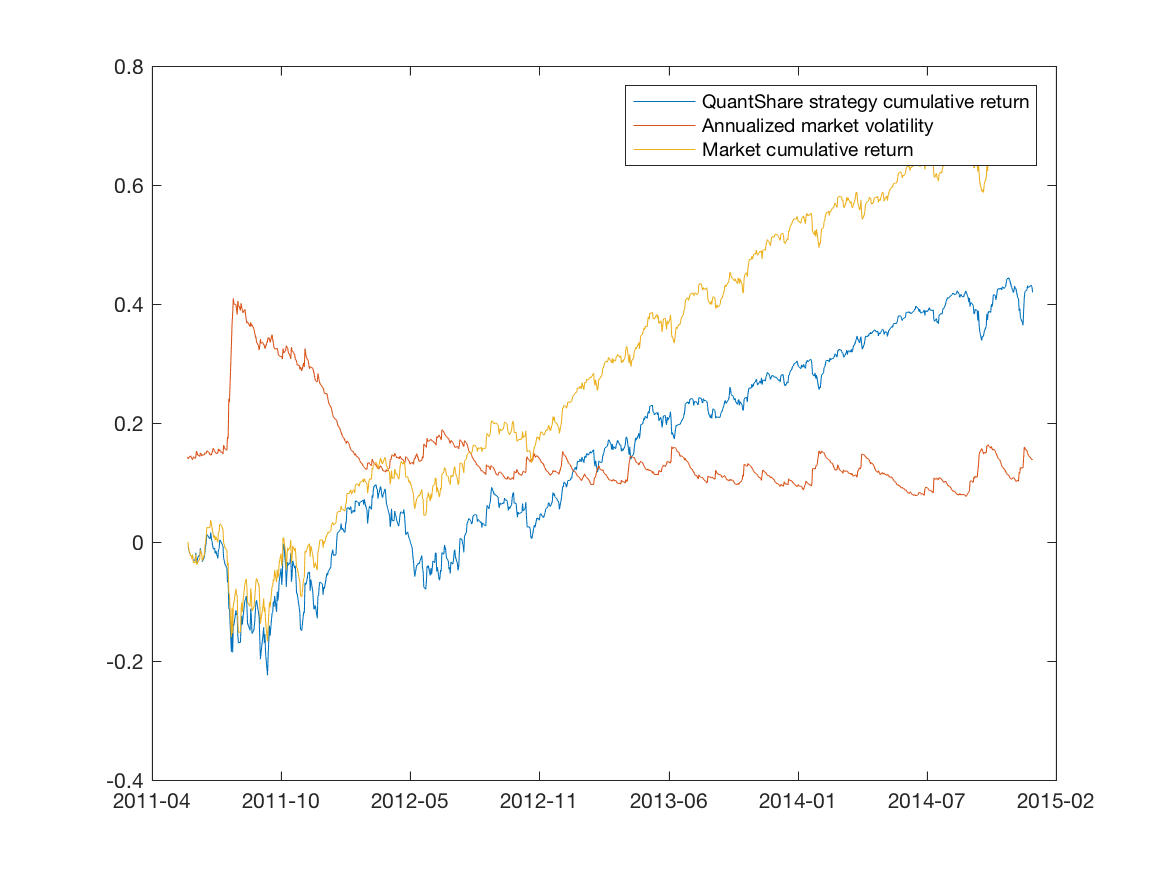 0.8
0.6
0.4
0.2
0
-0.2
-0.4
QuantShare strategy cumulative return
Annualized market volatility
Market cumulative return
2011-04 2011-10 2012-05 2012-11 2013-06 2014-01 2014-07 2015-02